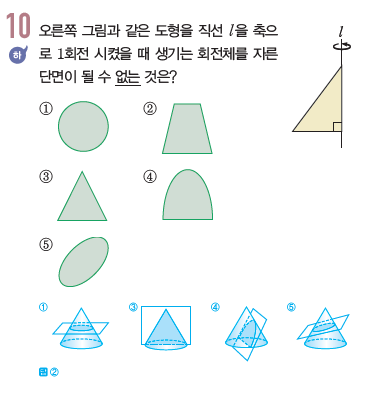 10 오른쪽 그림과 같은 도형을 직선 l을 축으
하 로 1회전 시켰을 때 생기는 회전체를 자른
단면이 될 수 없는 것은?
l
① ②
③ ④
⑤
① ③ ④ ⑤
답 ②